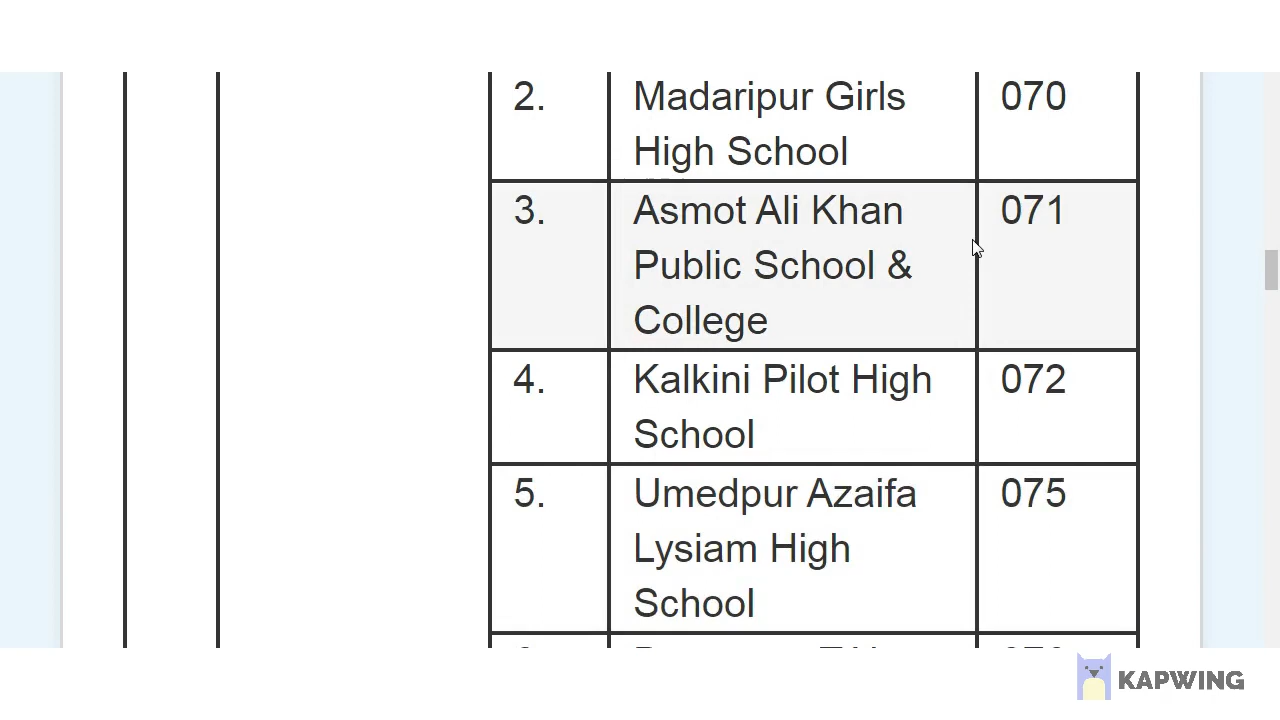 2. Madaripur Girls 070
High School
3. Asmot Ali Khan 071
Public School &
College
4. Kalkini Pilot High 072
School
5. Umedpur Azaifa 075
Lysiam High
School
KAPWING